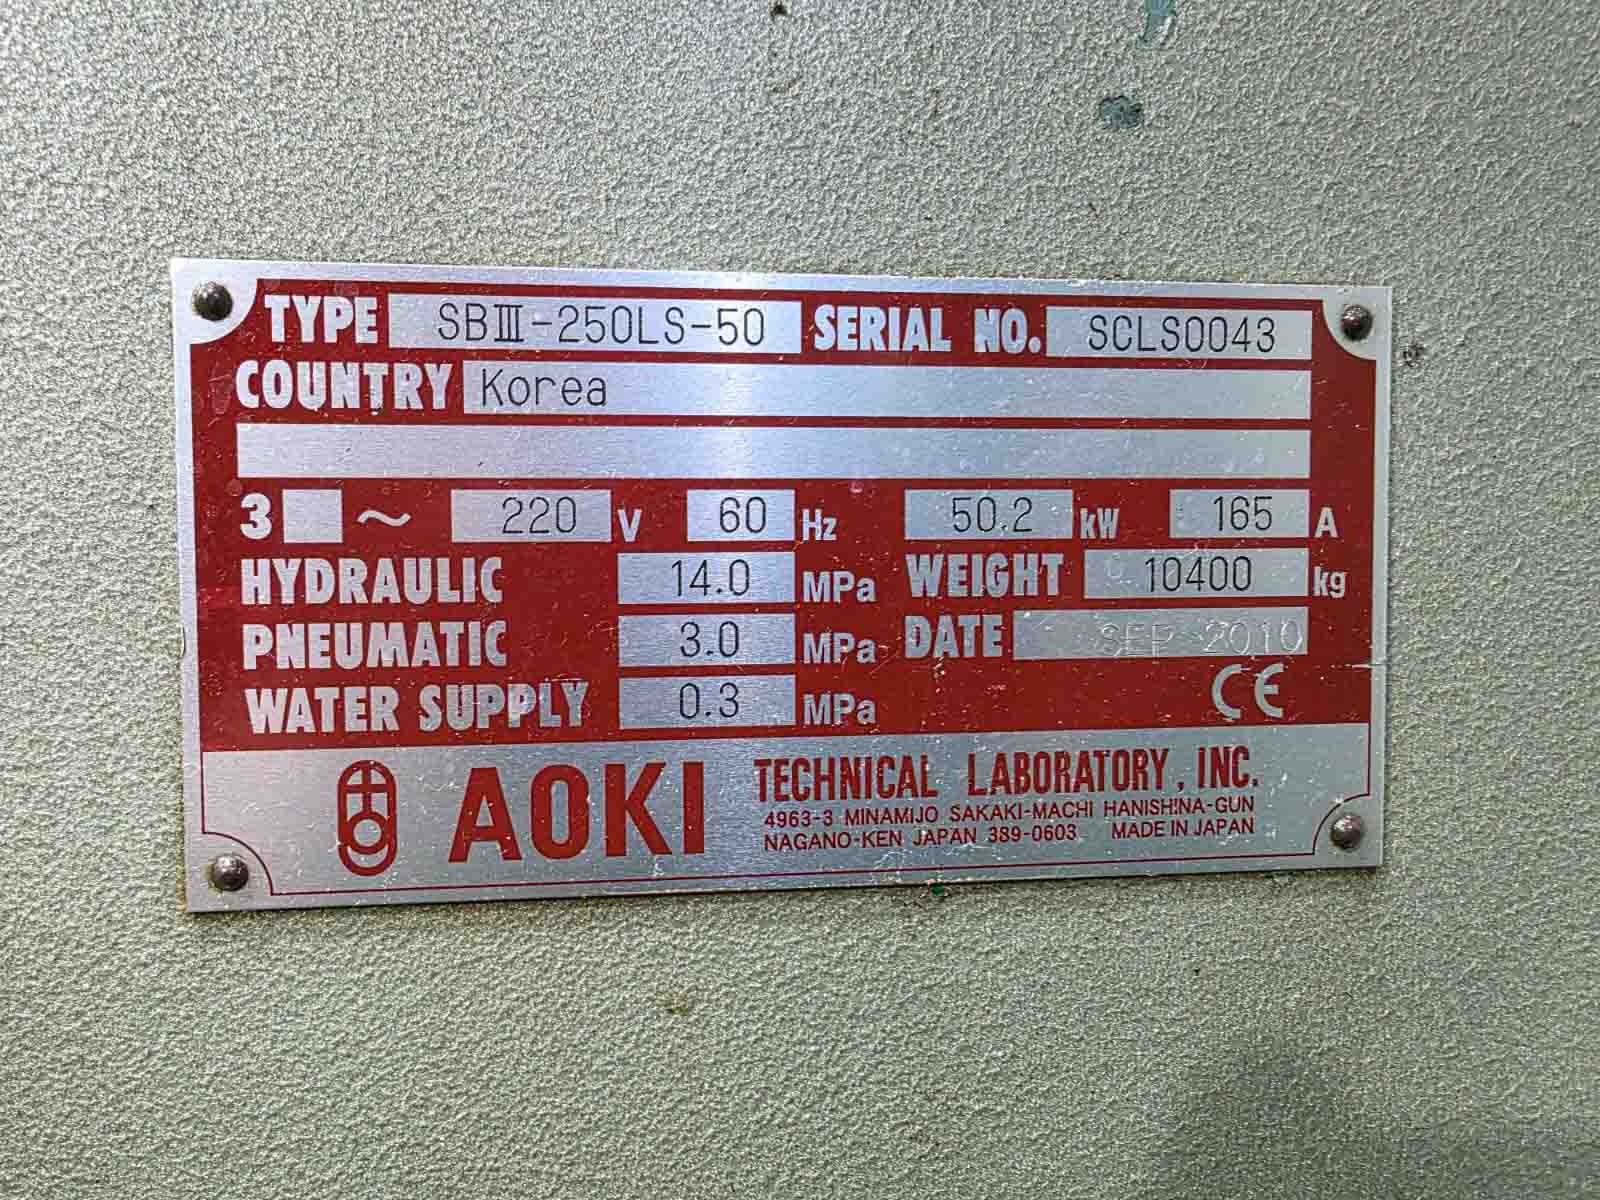 TYPE SBⅢ-250LS-50 SERIAL NO. SCLS0043
COUNTRY Korea
3 ~ 220 V 60 Hz 50.2 kW 165 A
HYDRAULIC 14.0 MPa WEIGHT 10400 kg
PNEUMATIC 3.0 MPa DATE SEP 2010
WATER SUPPLY 0.3 MPa CE
AOKI TECHNICAL LABORATORY, INC.
4963-3 MINAMIJO SAKAKI-MACHI HANISHINA-GUN
NAGANO-KEN JAPAN 389-0603 MADE IN JAPAN